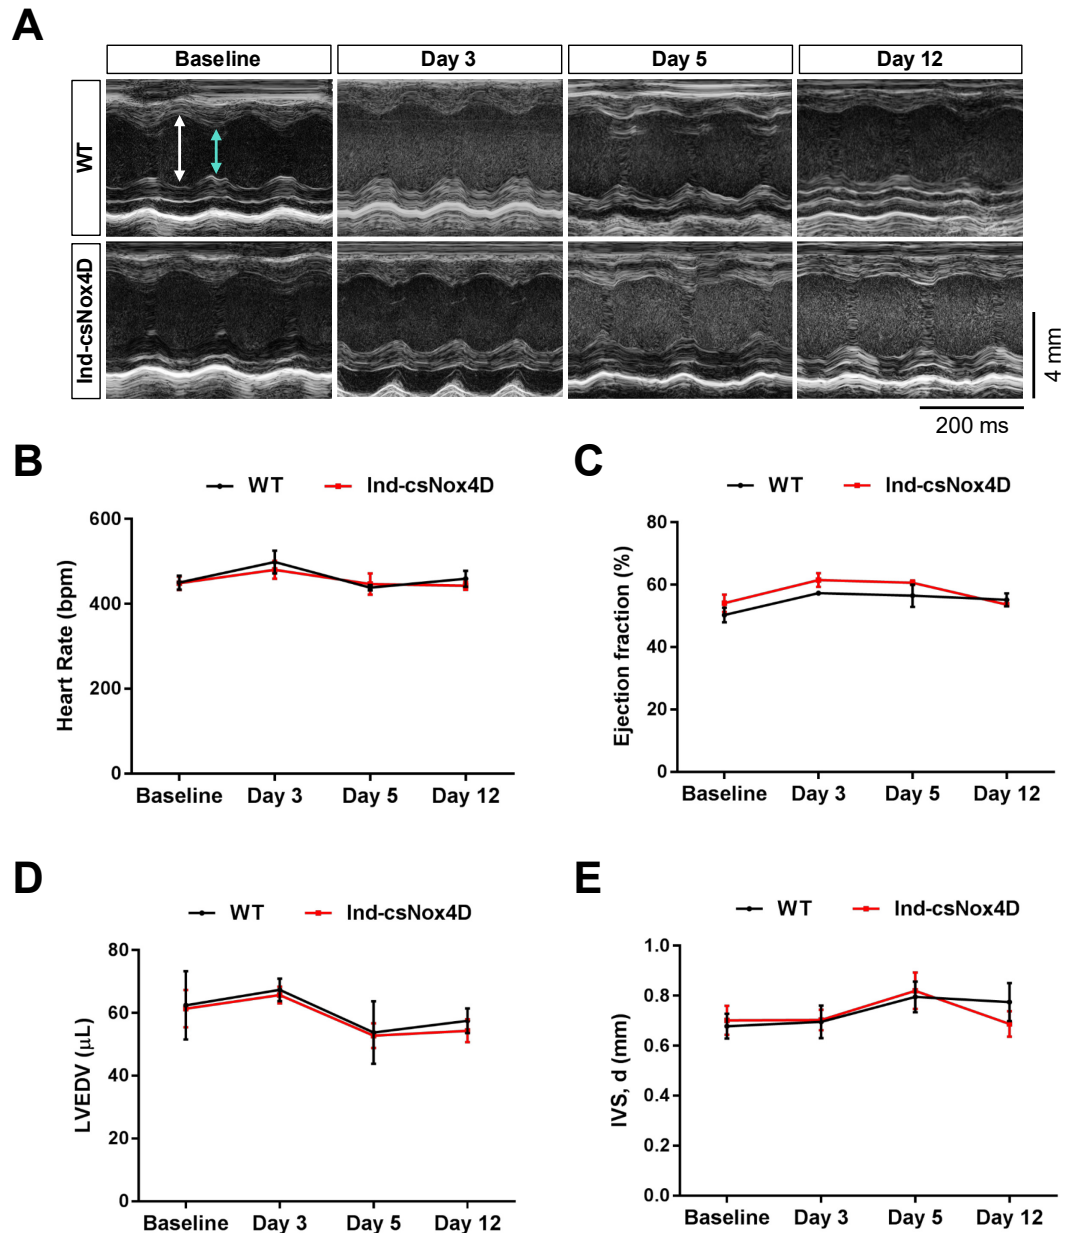 A
Baseline
Day 3
Day 5
Day 12
WT
Ind-csNox4D
4 mm
200 ms
B
WT
Ind-csNox4D
Heart Rate (bpm)
600
400
200
0
Baseline
Day 3
Day 5
Day 12
C
WT
Ind-csNox4D
Ejection fraction (%)
80
60
40
20
0
Baseline
Day 3
Day 5
Day 12
D
WT
Ind-csNox4D
LVEDV (μL)
80
60
40
20
0
Baseline
Day 3
Day 5
Day 12
E
WT
Ind-csNox4D
IVS, d (mm)
1.0
0.8
0.6
0.4
0.2
0.0
Baseline
Day 3
Day 5
Day 12